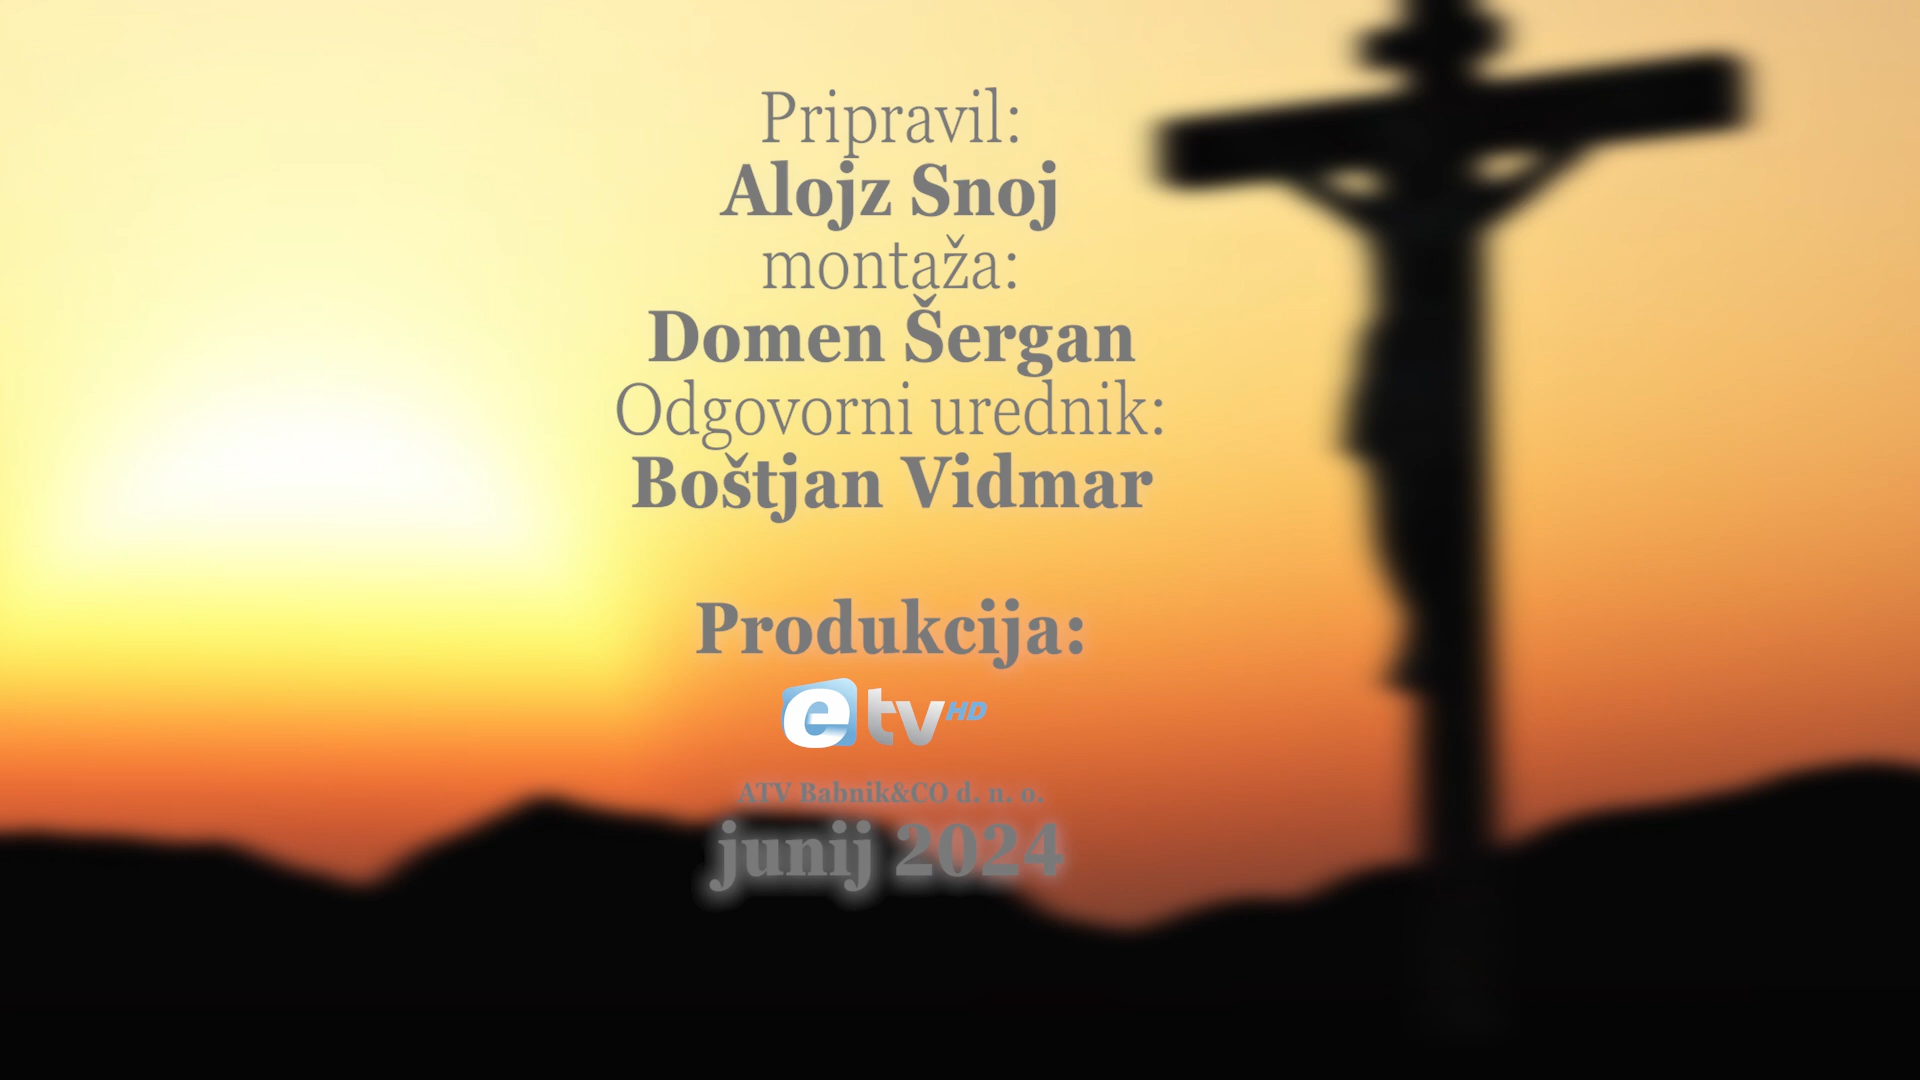 Pripravil:
Alojz Snoj
montaža:
Domen Šergan
Odgovorni urednik:
Boštjan Vidmar
Produkcija:
etv HD
ATV Babnik&CO d. n. o.
junij 2024